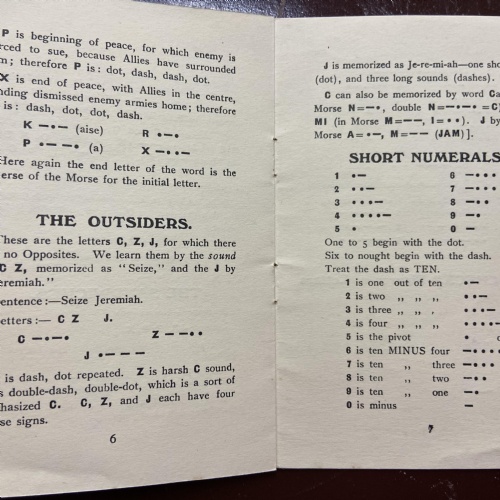 P is beginning of peace, for which enemy is
rced to sue, because Allies have surrounded
m; therefore P is: dot, dash, dash, dot.
X is end of peace, with Allies in the centre,
nding dismissed enemy armies home; therefore
is: dash, dot, dot, dash.
K —•— (aise) R •—•
P •——• (a) X —••—
Here again the end letter of the word is the
erse of the Morse for the initial letter.
THE OUTSIDERS.
These are the letters C, Z, J, for which there
no Opposites. We learn them by the sound
C Z, memorized as "Seize," and the J by
eremiah."
entence:—Seize Jeremiah.
etters:— C Z J.
C —•—• Z ——••
J •———
is dash, dot repeated. Z is harsh C sound,
s double-dash, double-dot, which is a sort of
phasized C. C, Z, and J each have four
se signs.
6
J is memorized as Je-re-mi-ah—one sho
(dot), and three long sounds (dashes).
C can also be memorized by word Ca
Morse N=—•, double N=—•—•=C
MI (in Morse M=——, I=••). J by
Morse A=•—, M=—— (JAM)].
SHORT NUMERALS
1 •— 6 —••••
2 ••— 7 —•••
3 •••— 8 —••
4 ••••— 9 —•
5 • 0 —
One to 5 begin with the dot.
Six to nought begin with the dash.
Treat the dash as TEN.
1 is one out of ten •—
2 is two ,, ,, ,, ••—
3 is three ,, ,, ,, •••—
4 is four ,, ,, ,, ••••—
5 is the pivot •
6 is ten MINUS four —••••
7 is ten ,, three —•••
8 is ten ,, two —••
9 is ten ,, one —•
0 is minus —
7